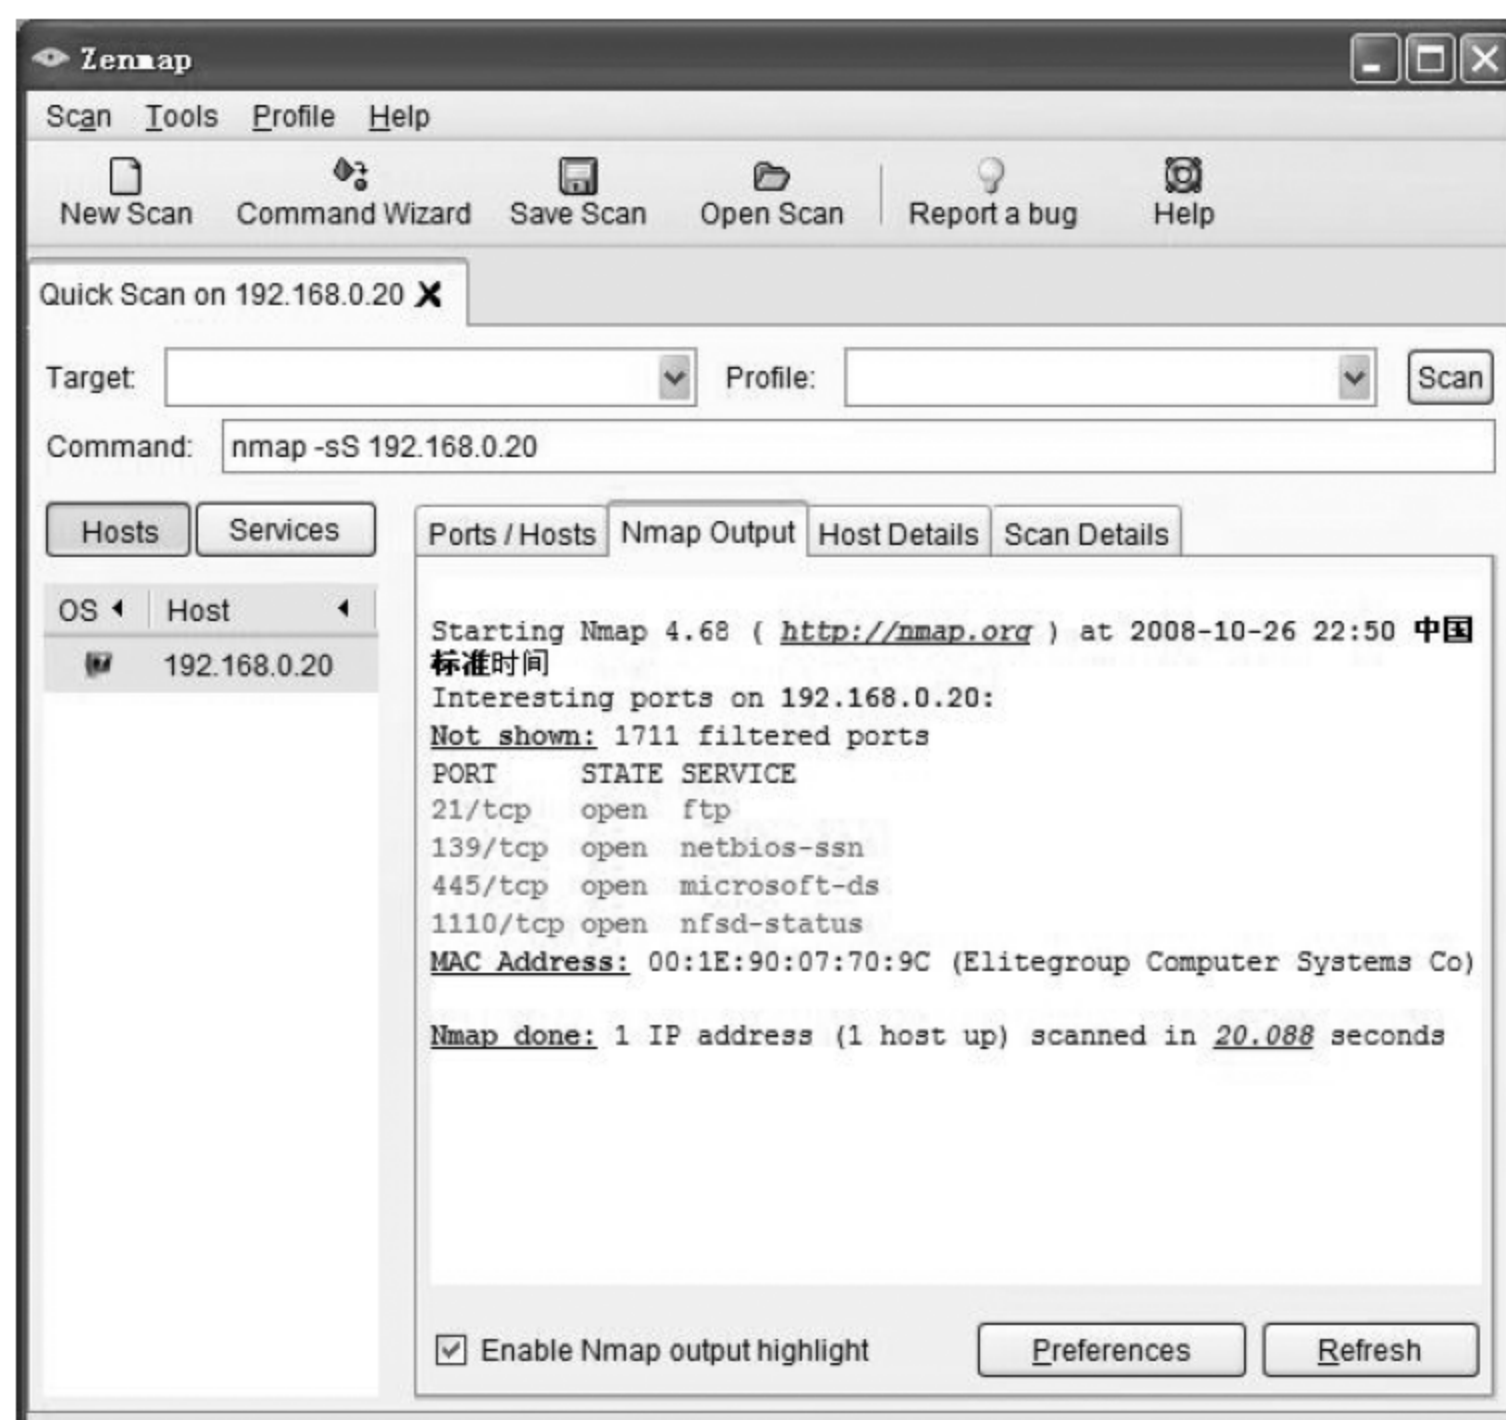 Zenmap
Scan Tools Profile Help
New Scan Command Wizard Save Scan Open Scan Report a bug Help
Quick Scan on 192.168.0.20
Target: Profile: Scan
Command: nmap -sS 192.168.0.20
Hosts Services
Ports / Hosts Nmap Output Host Details Scan Details
OS Host
192.168.0.20
Starting Nmap 4.68 ( http://nmap.org ) at 2008-10-26 22:50 中国
标准时间
Interesting ports on 192.168.0.20:
Not shown: 1711 filtered ports
PORT STATE SERVICE
21/tcp open ftp
139/tcp open netbios-ssn
445/tcp open microsoft-ds
1110/tcp open nfsd-status
MAC Address: 00:1E:90:07:70:9C (Elitegroup Computer Systems Co)
Nmap done: 1 IP address (1 host up) scanned in 20.088 seconds
Enable Nmap output highlight Preferences Refresh